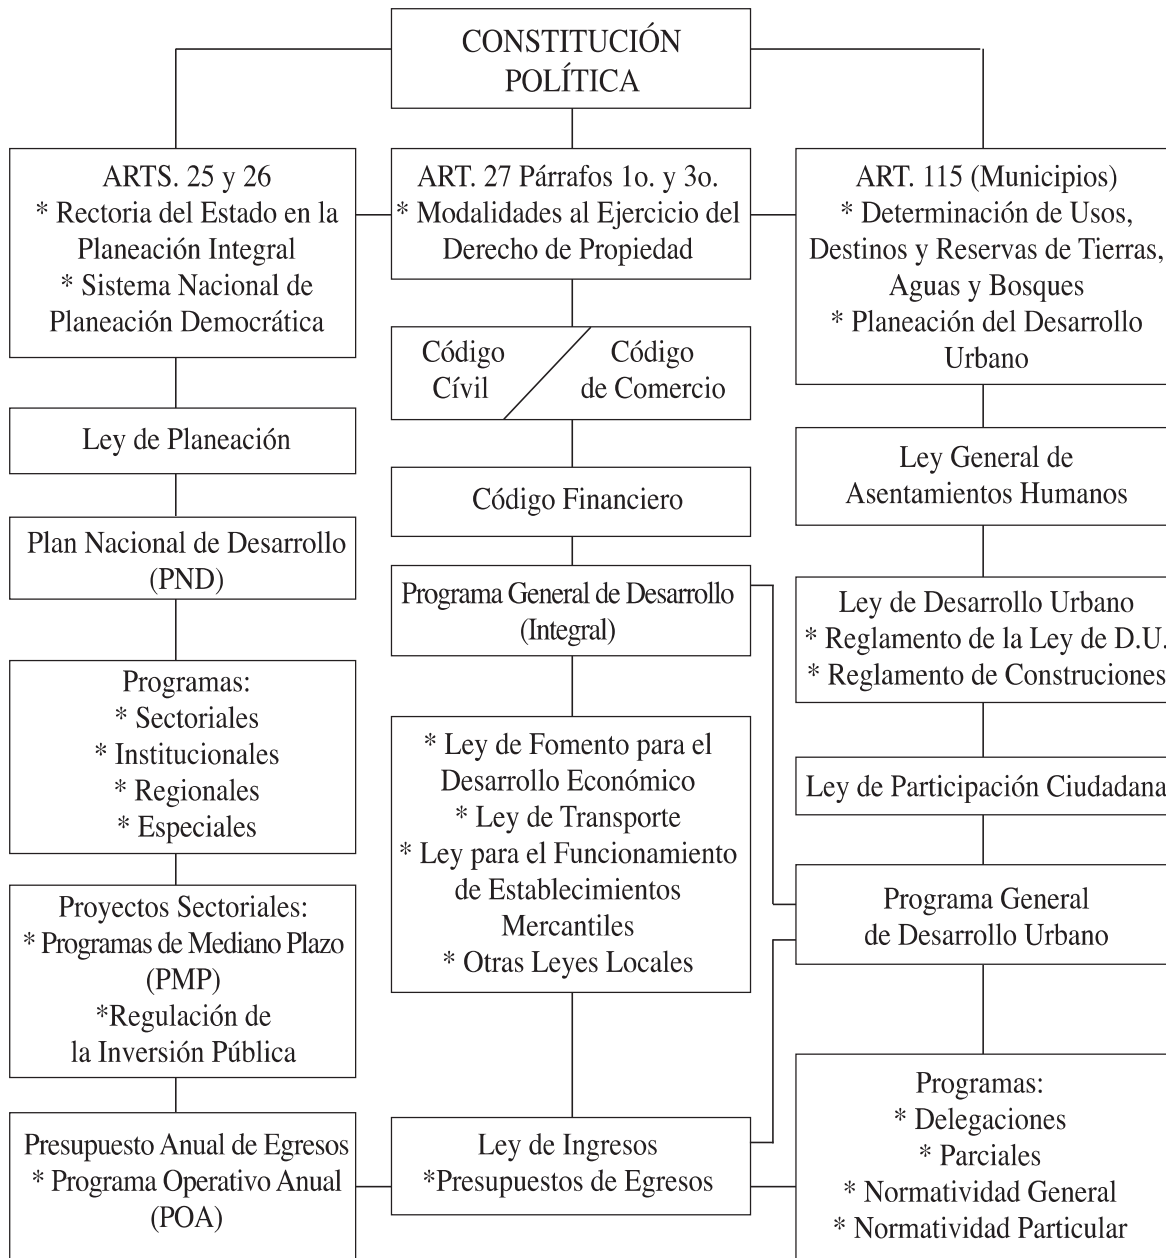 CONSTITUCIÓN
POLÍTICA
ARTS. 25 y 26
* Rectoria del Estado en la
Planeación Integral
* Sistema Nacional de
Planeación Democrática
Ley de Planeación
Plan Nacional de Desarrollo
(PND)
Programas:
* Sectoriales
* Institucionales
* Regionales
* Especiales
Proyectos Sectoriales:
* Programas de Mediano Plazo
(PMP)
*Regulación de
la Inversión Pública
Presupuesto Anual de Egresos
* Programa Operativo Anual
(POA)
ART. 27 Párrafos 1o. y 3o.
* Modalidades al Ejercicio del
Derecho de Propiedad
Código
Cívil
Código
de Comercio
Código Financiero
Programa General de Desarrollo
(Integral)
* Ley de Fomento para el
Desarrollo Económico
* Ley de Transporte
* Ley para el Funcionamiento
de Establecimientos
Mercantiles
* Otras Leyes Locales
Ley de Ingresos
*Presupuestos de Egresos
ART. 115 (Municipios)
* Determinación de Usos,
Destinos y Reservas de Tierras,
Aguas y Bosques
* Planeación del Desarrollo
Urbano
Ley General de
Asentamientos Humanos
Ley de Desarrollo Urbano
* Reglamento de la Ley de D.U.
* Reglamento de Construciones
Ley de Participación Ciudadana
Programa General
de Desarrollo Urbano
Programas:
* Delegaciones
* Parciales
* Normatividad General
* Normatividad Particular